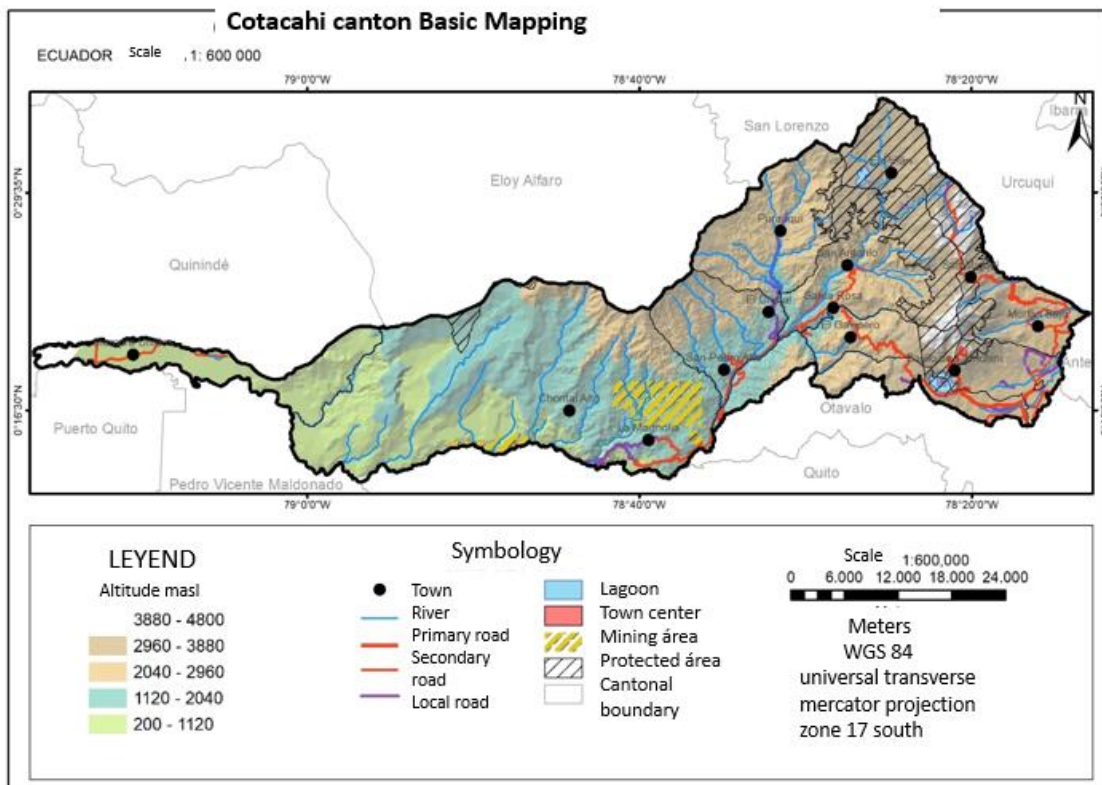 Cotacahi canton Basic Mapping
ECUADOR Scale 1: 600 000
79°0'0"W 78°40'0"W 78°20'0"W
N
Ibarra
San Lorenzo
Eloy Alfaro
Urcuquí
0°29'35"N
Quinindé
Puerto Quito
0°16'30"N
Chontal Alto
La Magnolia
Otavalo
Quito
Pedro Vicente Maldonado
79°0'0"W 78°40'0"W 78°20'0"W
LEYEND
Altitude masl
3880 - 4800
2960 - 3880
2040 - 2960
1120 - 2040
200 - 1120
Symbology
Town
River
Primary road
Secondary
road
Local road
Lagoon
Town center
Mining área
Protected área
Cantonal
boundary
Scale 1:600,000
0 6.000 12.000 18.000 24.000
Meters
WGS 84
universal transverse
mercator projection
zone 17 south